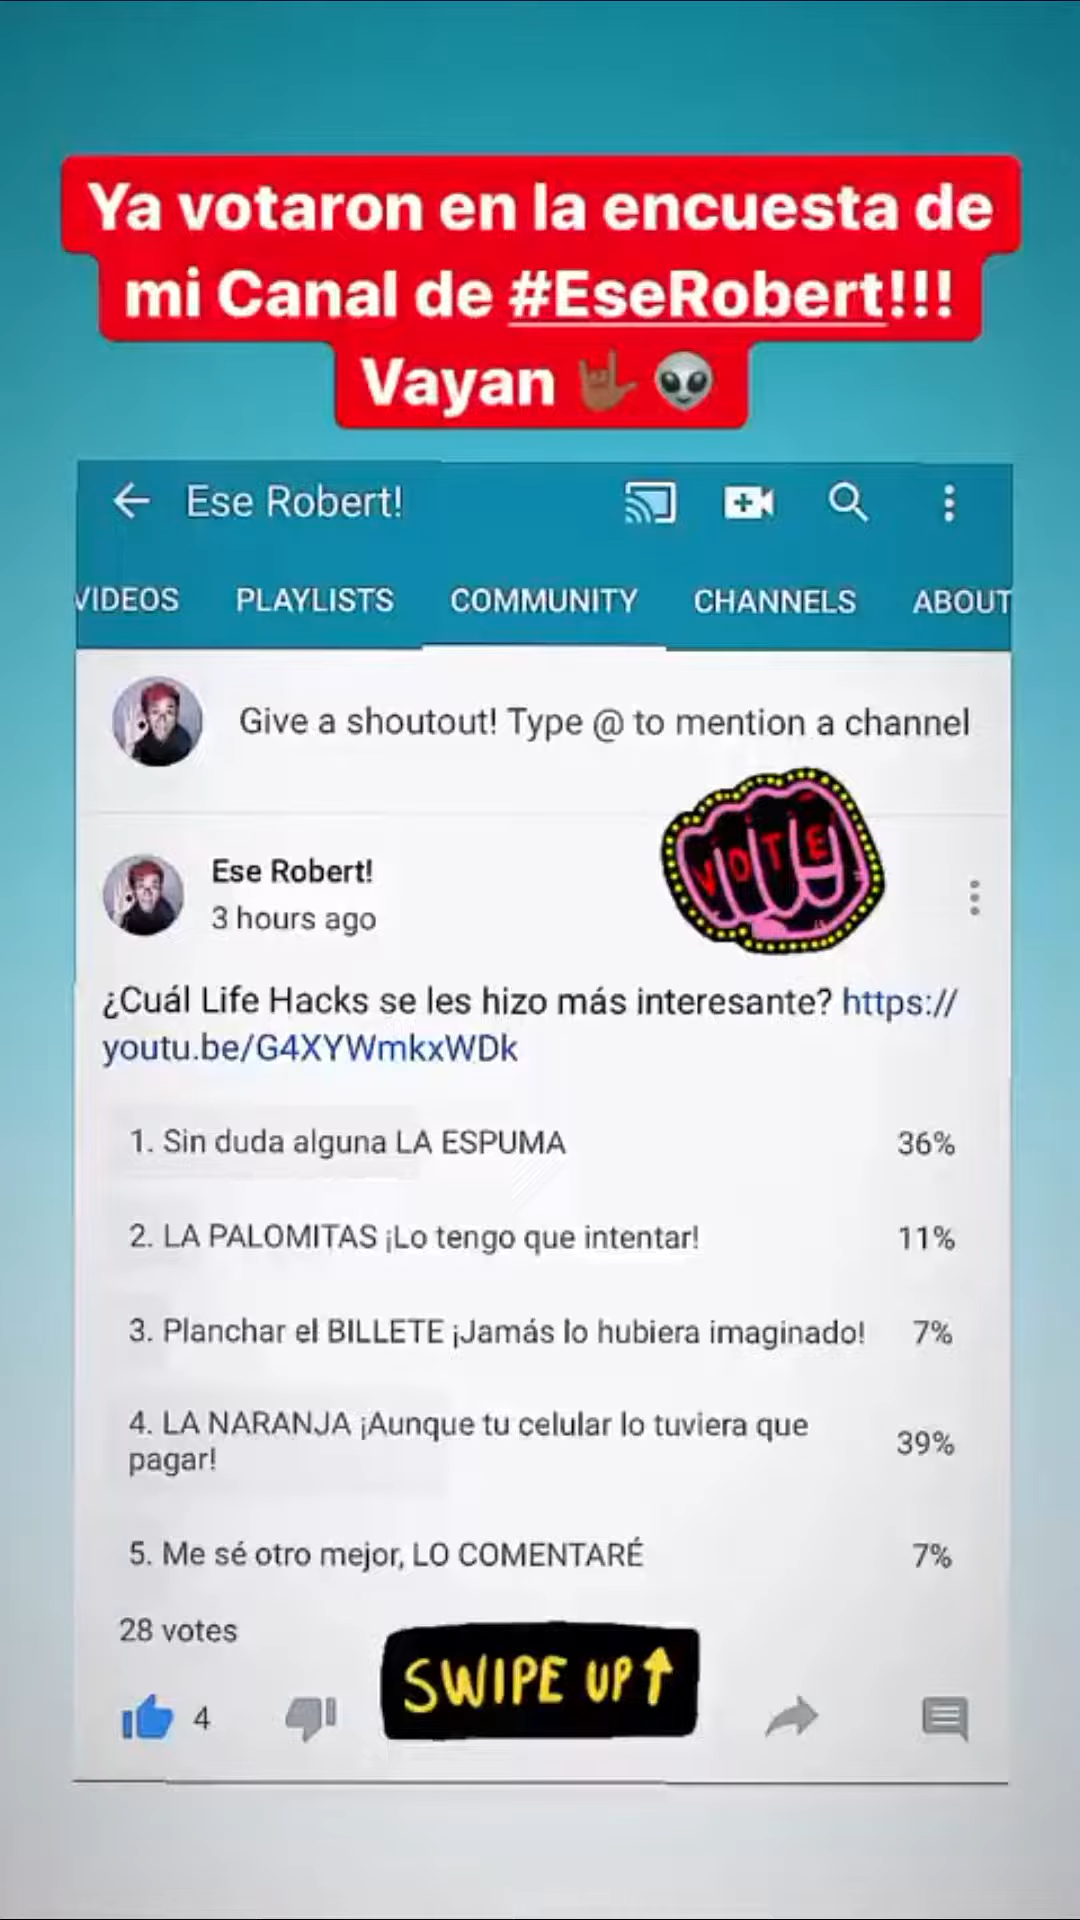 Ya votaron en la encuesta de
mi Canal de #EseRobert!!!
Vayan 🤟🏾 👽
Ese Robert!
VIDEOS PLAYLISTS COMMUNITY CHANNELS ABOUT
Give a shoutout! Type @ to mention a channel
VOTE
Ese Robert!
3 hours ago
¿Cuál Life Hacks se les hizo más interesante? https://
youtu.be/G4XYWmkxWDk
1. Sin duda alguna LA ESPUMA 36%
2. LA PALOMITAS ¡Lo tengo que intentar! 11%
3. Planchar el BILLETE ¡Jamás lo hubiera imaginado! 7%
4. LA NARANJA ¡Aunque tu celular lo tuviera que
pagar! 39%
5. Me sé otro mejor, LO COMENTARÉ 7%
28 votes
SWIPE UP↑
4